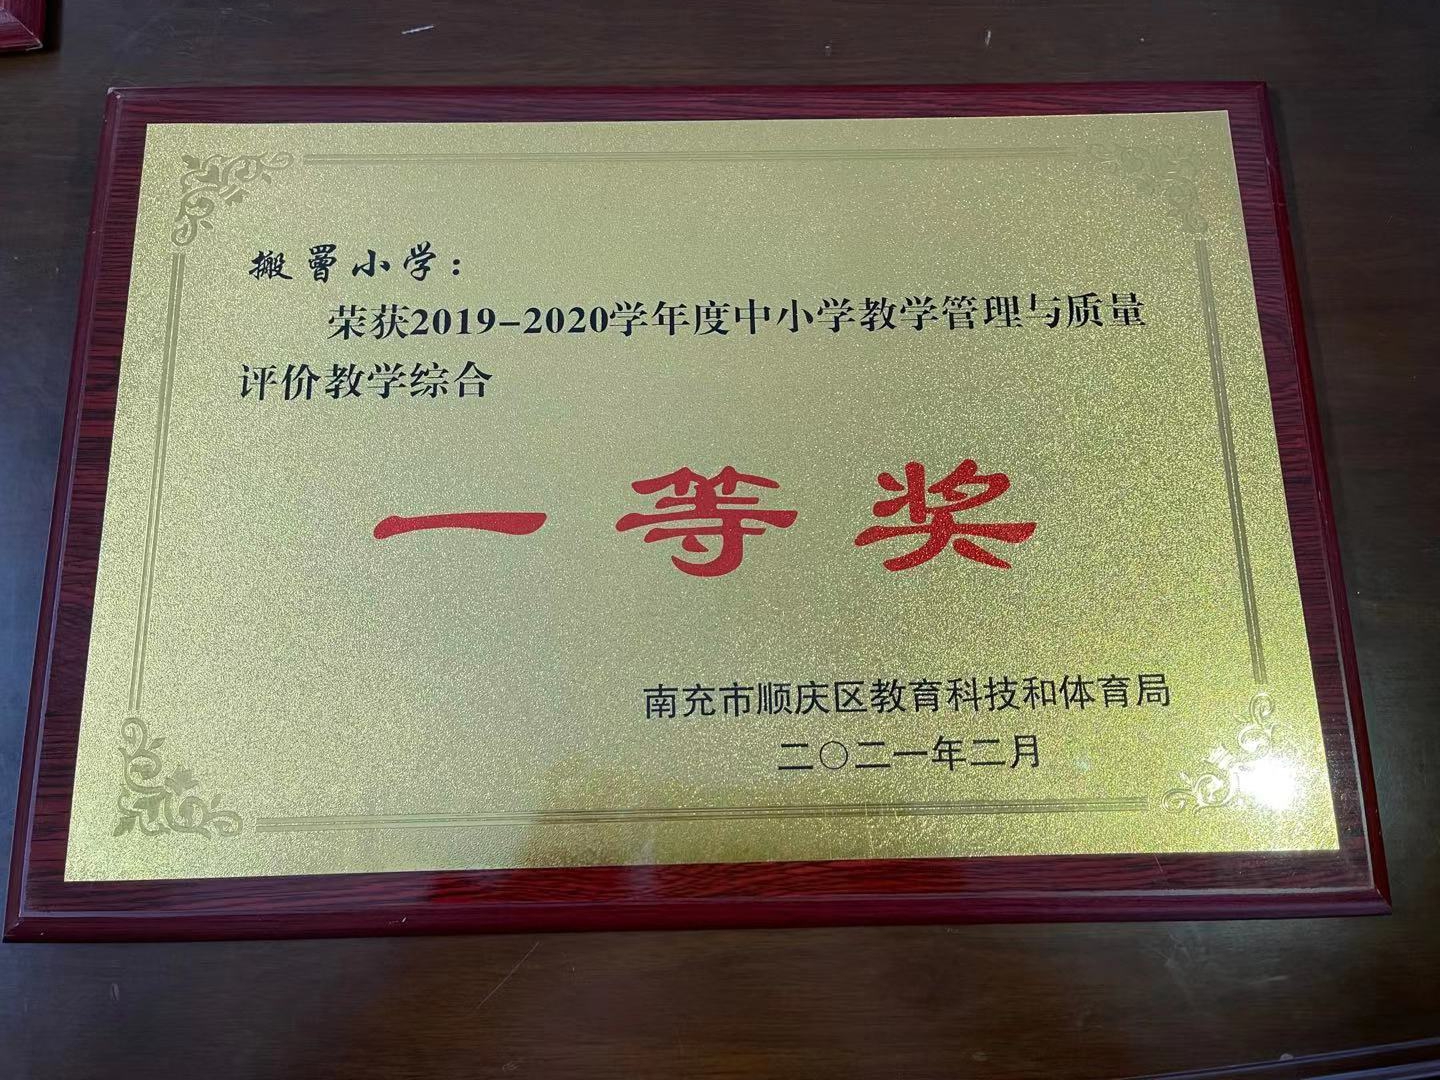 搬罾小学：
荣获2019-2020学年度中小学教学管理与质量
评价教学综合
一等奖
南充市顺庆区教育科技和体育局
二〇二一年二月